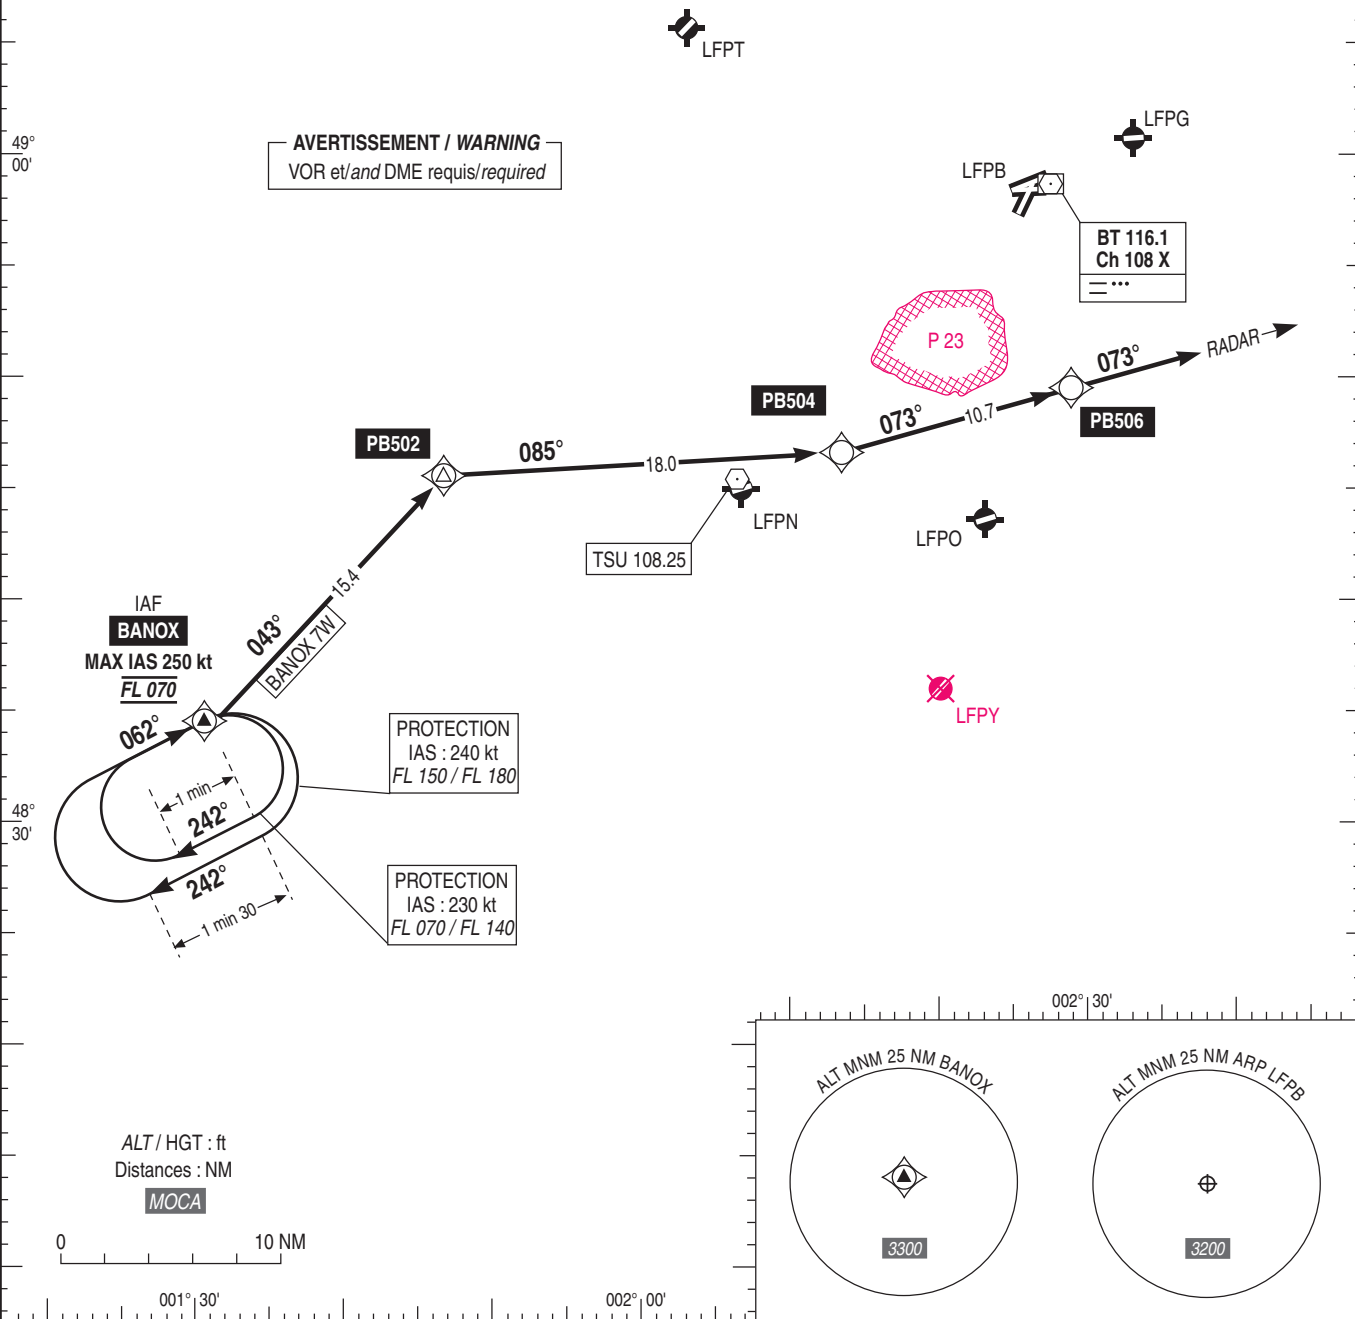 LFPT
LFPG
49°
00'
AVERTISSEMENT / WARNING
VOR et/and DME requis/required
LFPB
BT 116.1
Ch 108 X
P 23
073°
RADAR
PB504
PB506
073°
10.7
PB502
085°
18.0
LFPN
LFPO
TSU 108.25
15.4
IAF
BANOX
MAX IAS 250 kt
FL 070
043°
BANOX 7W
LFPY
062°
PROTECTION
IAS : 240 kt
FL 150 / FL 180
1 min
242°
48°
30'
242°
1 min 30
PROTECTION
IAS : 230 kt
FL 070 / FL 140
002° 30'
ALT MNM 25 NM BANOX
3300
ALT MNM 25 NM ARP LFPB
3200
ALT / HGT : ft
Distances : NM
MOCA
0 10 NM
001° 30'
002° 00'